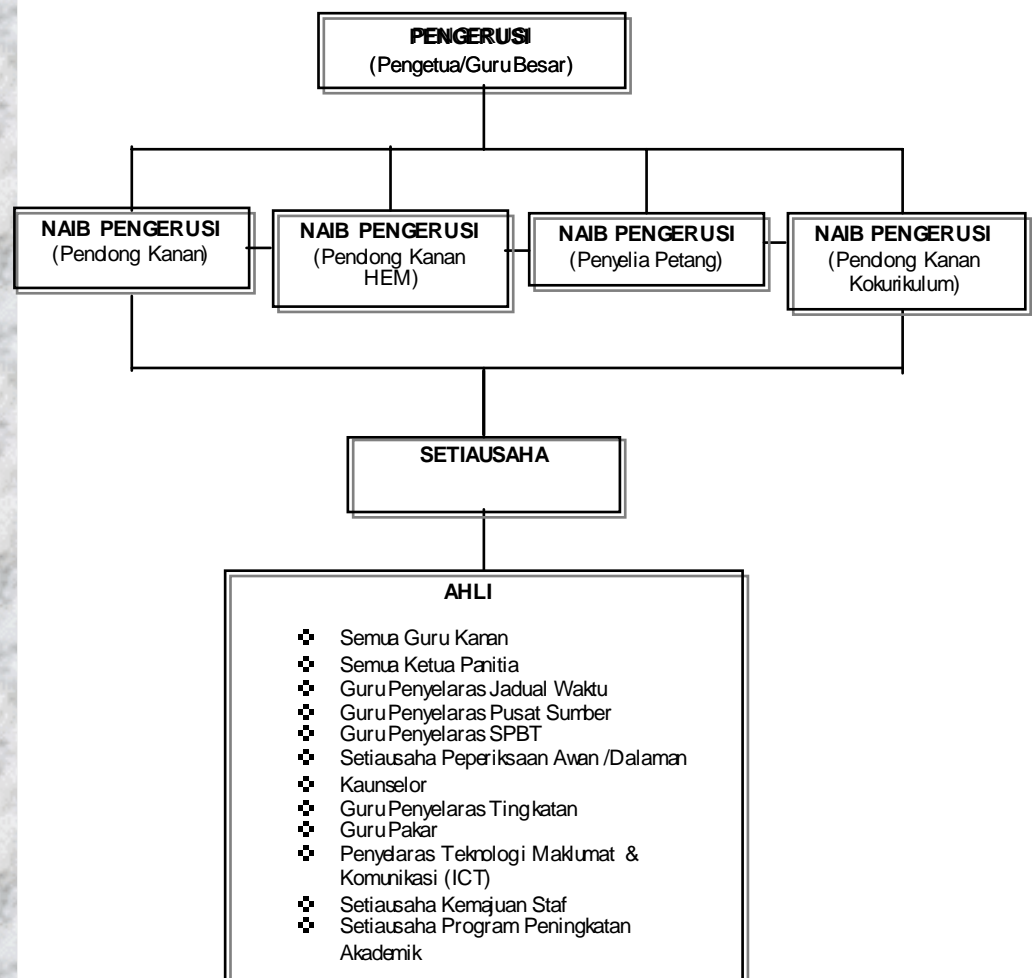 PENGERUSI
(Pengetua/Guru Besar)
NAIB PENGERUSI
(Pendong Kanan)
NAIB PENGERUSI
(Pendong Kanan
HEM)
NAIB PENGERUSI
(Penyelia Petang)
NAIB PENGERUSI
(Pendong Kanan
Kokurikulum)
SETIAUSAHA
AHLI
Semua Guru Kanan
Semua Ketua Panitia
Guru Penyelaras Jadual Waktu
Guru Penyelaras Pusat Sumber
Guru Penyelaras SPBT
Setiausaha Peperiksaan Awan /Dalaman
Kaunselor
Guru Penyelaras Tingkatan
Guru Pakar
Penyelaras Teknologi Maklumat &
Komunikasi (ICT)
Setiausaha Kemajuan Staf
Setiausaha Program Peningkatan
Akademik